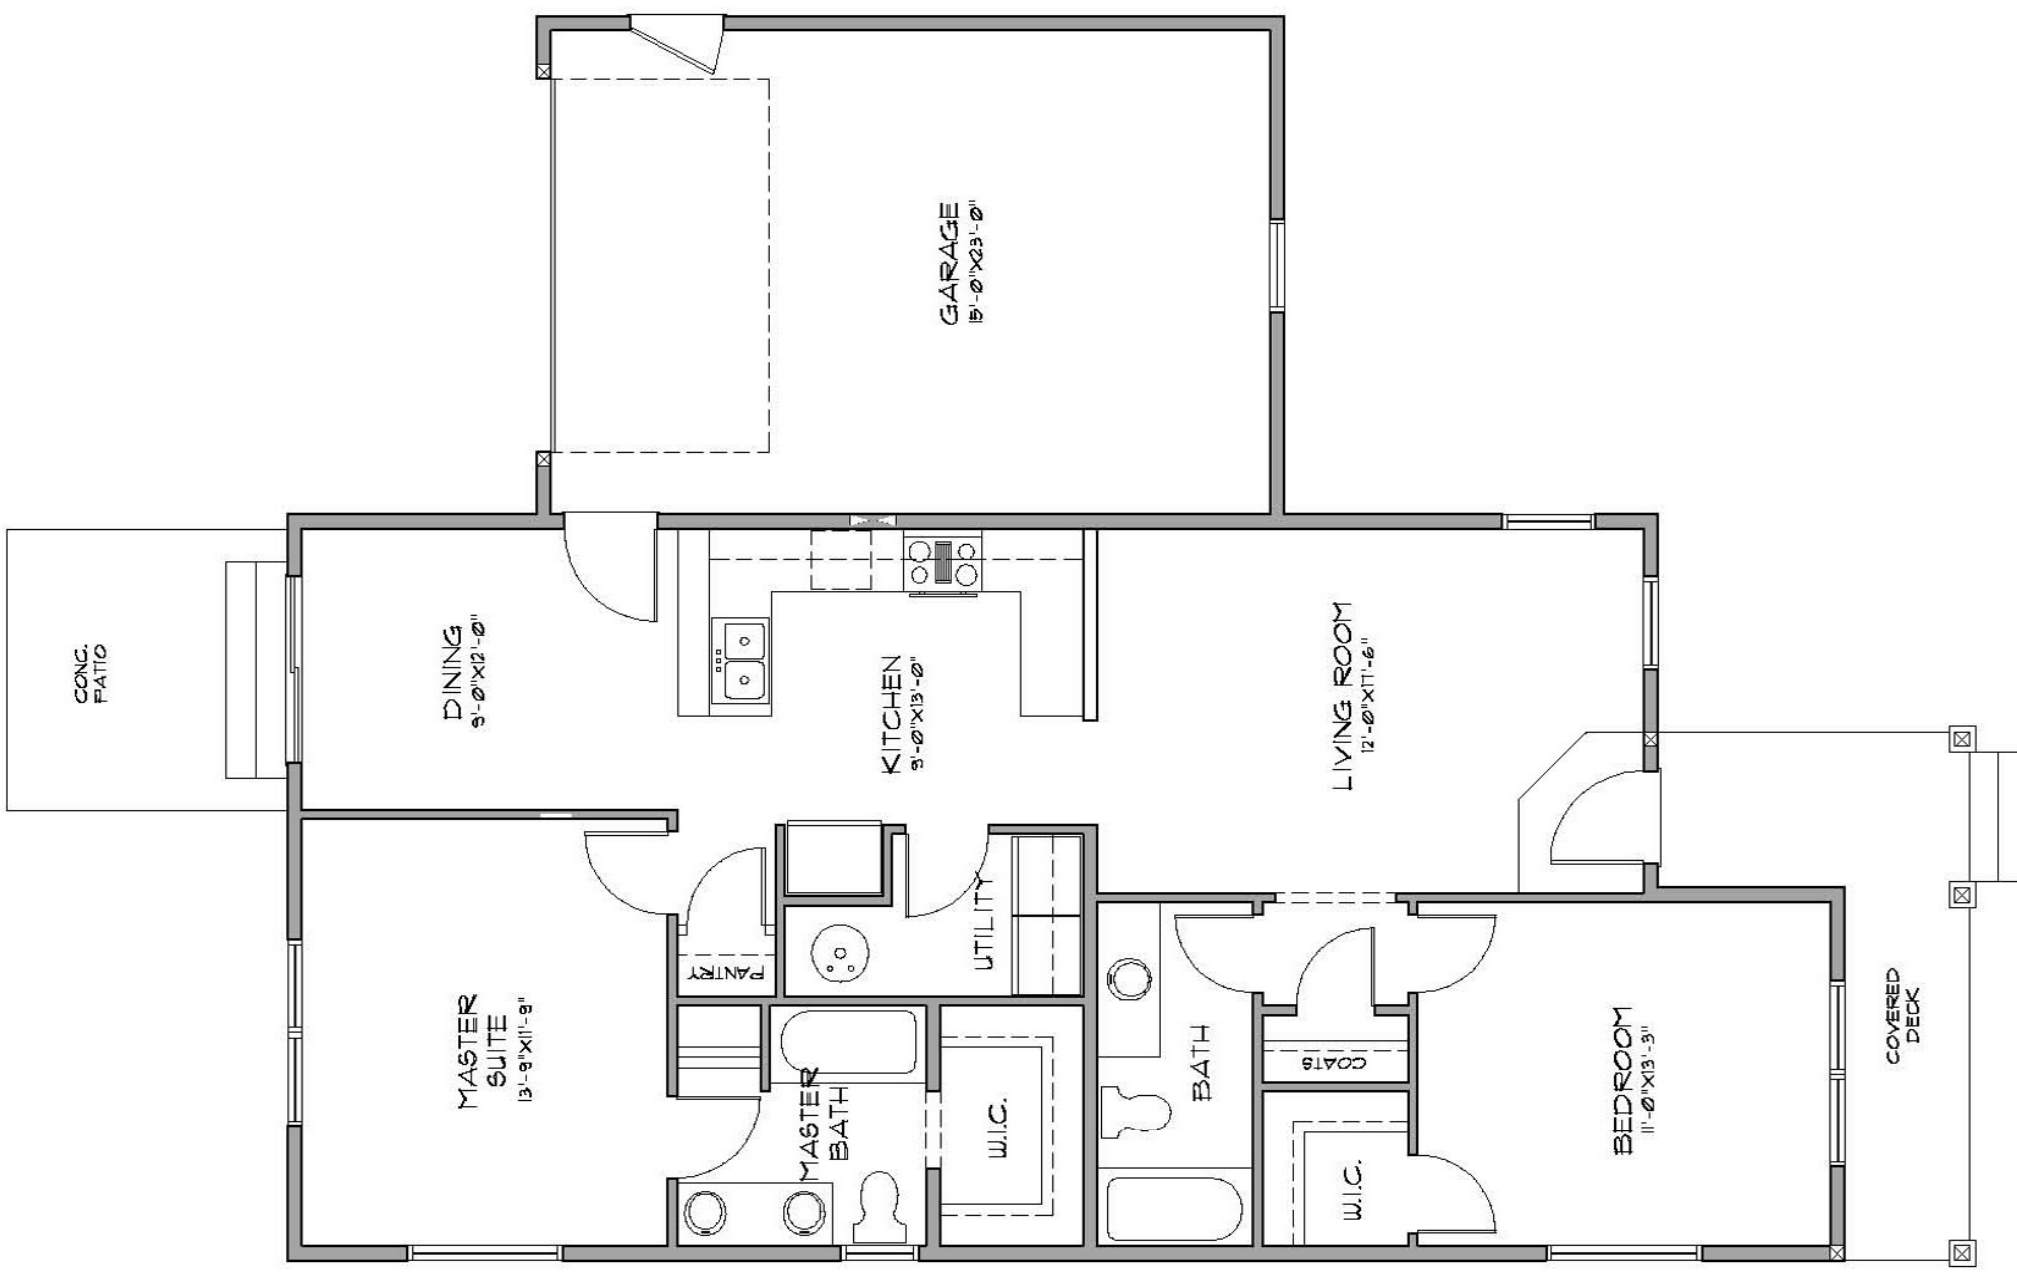 GARAGE
15'-0"X23'-0"
CONC.
PATIO
DINING
9'-0"X12'-0"
KITCHEN
9'-0"X13'-0"
LIVING ROOM
12'-0"X17'-6"
MASTER
SUITE
13'-9"X11'-9"
PANTRY
UTILITY
MASTER
BATH
W.I.C.
BATH
COATS
W.I.C.
BEDROOM
11'-0"X13'-3"
COVERED
DECK